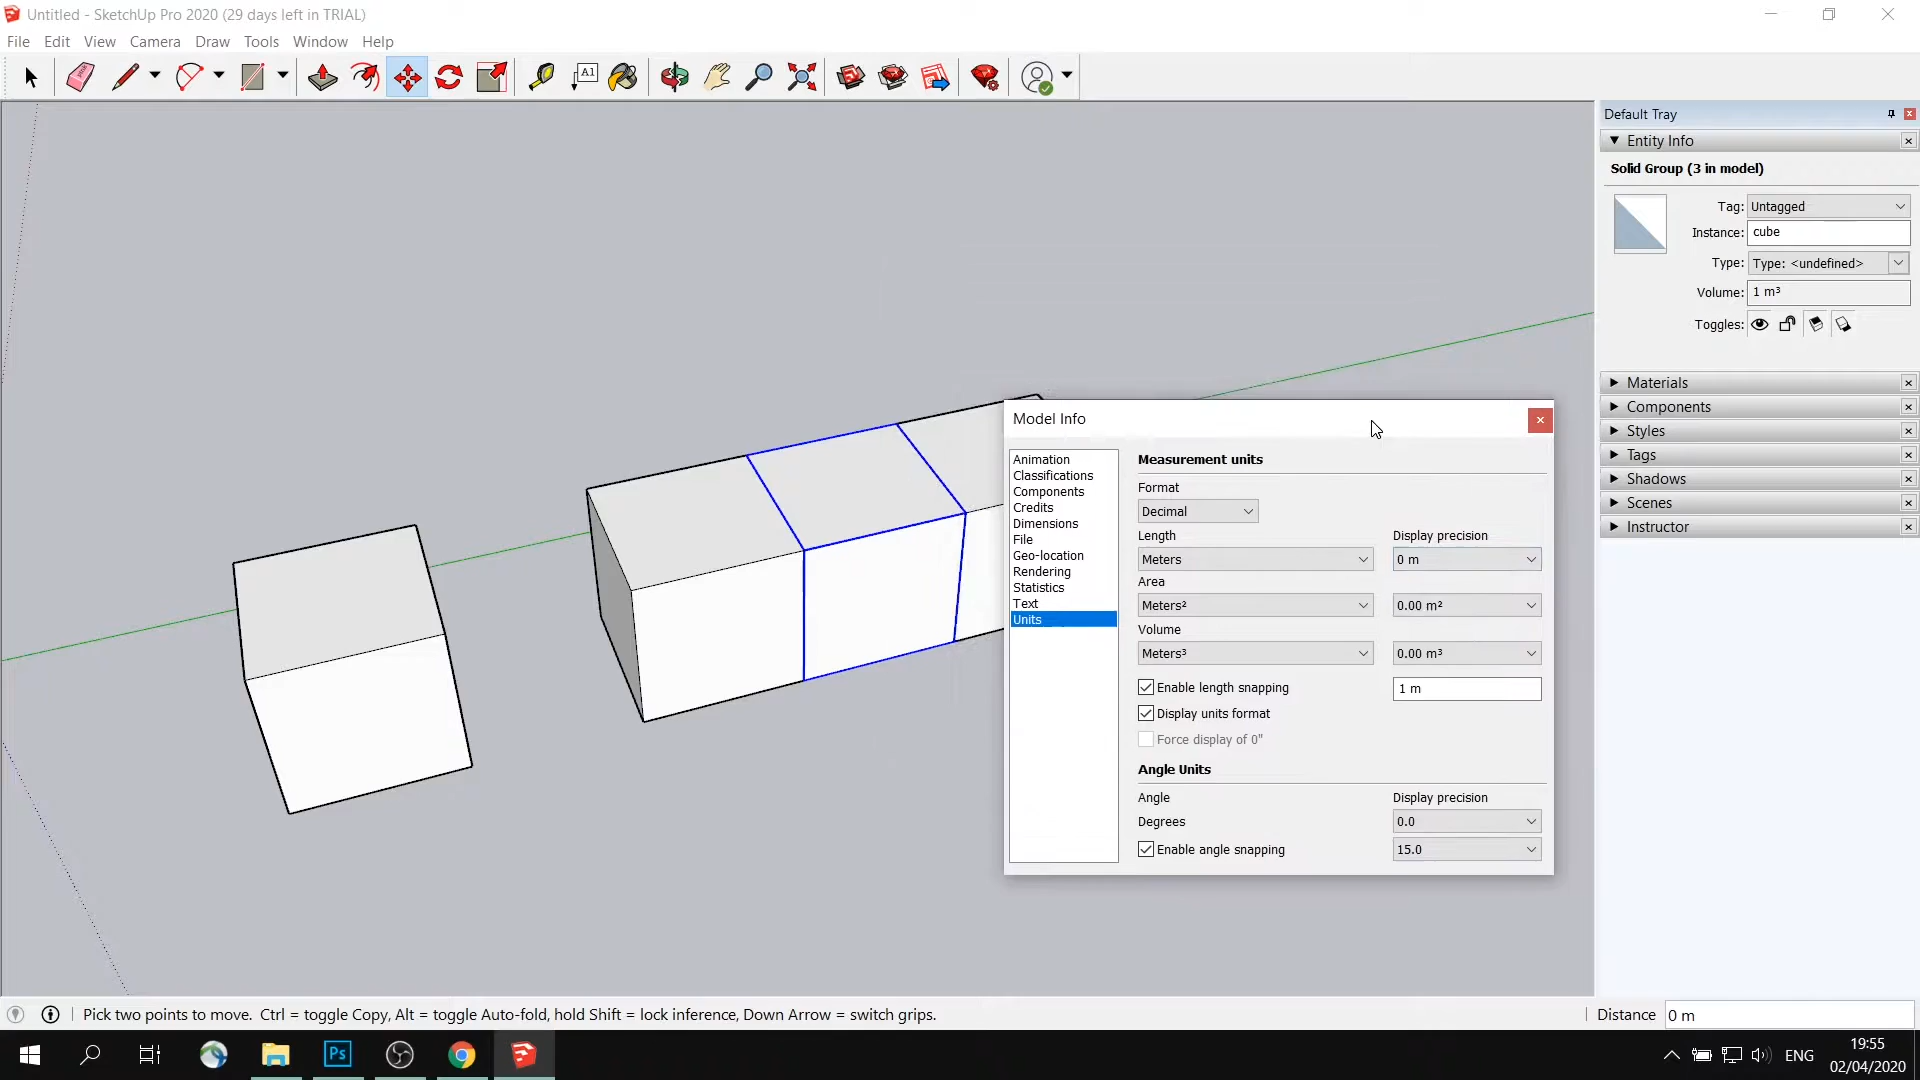 Untitled - SketchUp Pro 2020 (29 days left in TRIAL)
File Edit View Camera Draw Tools Window Help
A1
Default Tray
Entity Info
Solid Group (3 in model)
Tag: Untagged
Instance: cube
Type: Type: <undefined>
Volume: 1 m³
Toggles:
Materials
Components
Styles
Tags
Shadows
Scenes
Instructor
Model Info
Animation
Classifications
Components
Credits
Dimensions
File
Geo-location
Rendering
Statistics
Text
Units
Measurement units
Format
Decimal
Length Display precision
Meters 0 m
Area
Meters² 0.00 m²
Volume
Meters³ 0.00 m³
Enable length snapping 1 m
Display units format
Force display of 0"
Angle Units
Angle Display precision
Degrees 0.0
Enable angle snapping 15.0
Pick two points to move. Ctrl = toggle Copy, Alt = toggle Auto-fold, hold Shift = lock inference, Down Arrow = switch grips.
Distance 0 m
Ps
ENG
19:55
02/04/2020